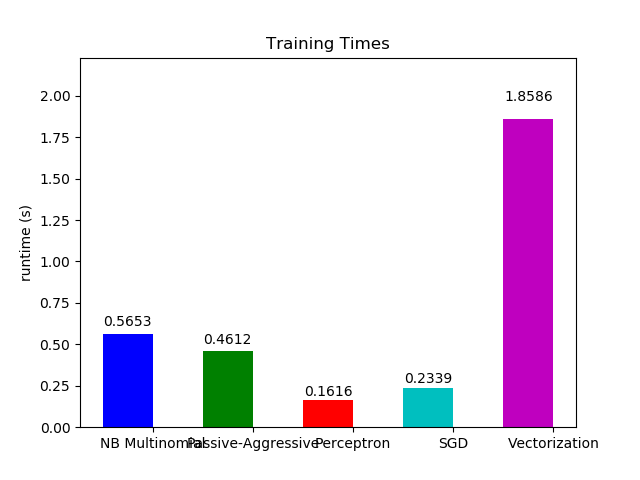 Training Times
runtime (s)
2.00
1.75
1.50
1.25
1.00
0.75
0.50
0.25
0.00
0.5653
0.4612
0.1616
0.2339
1.8586
NB Multinomial
Passive-Aggressive
Perceptron
SGD
Vectorization